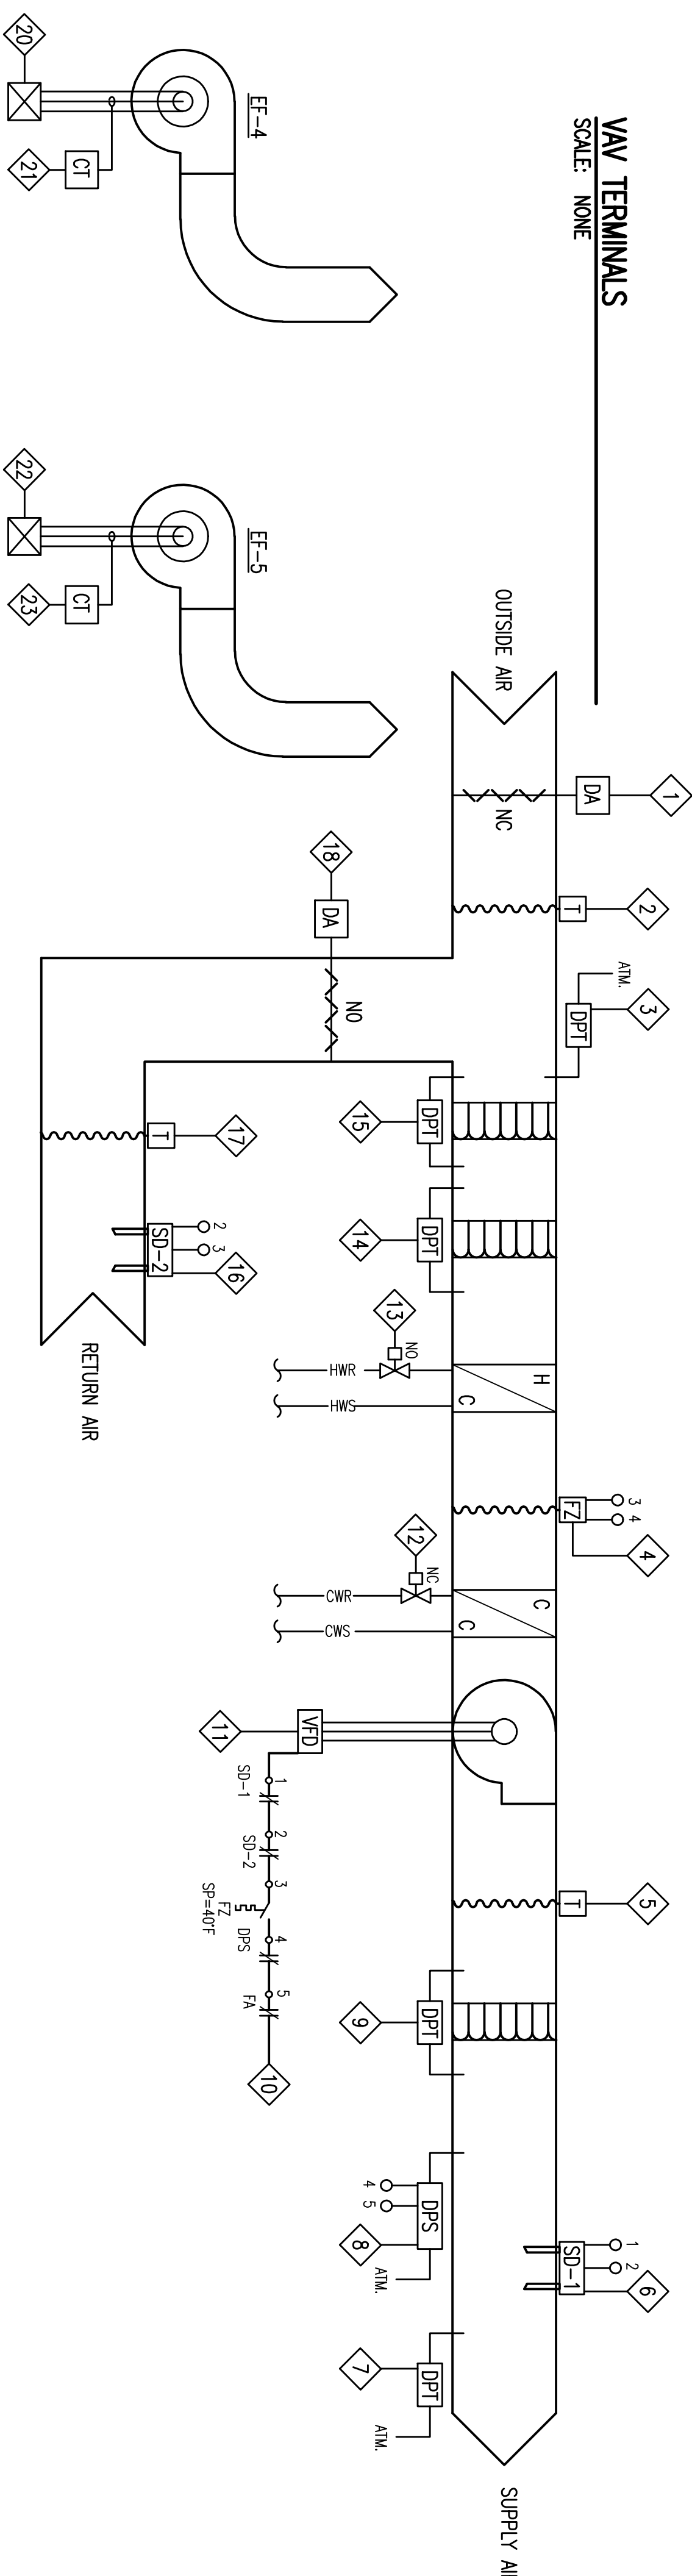 VAV TERMINALS
SCALE: NONE
OUTSIDE AIR
1
DA
NC
2
T
ATM.
3
DPT
3
4
FZ
4
5
T
1
2
SD-1
6
SUPPLY AI
EF-4
20
21
CT
EF-5
22
23
CT
18
DA
NO
15
DPT
14
DPT
H
C
13
NO
HWR
HWS
C
C
12
NC
CWR
CWS
9
DPT
4
5
DPS
8
ATM.
7
DPT
ATM.
17
T
2
3
SD-2
16
RETURN AIR
11
VFD
1
SD-1
2
SD-2
3
FZ
SP=40°F
4
DPS
5
FA
10